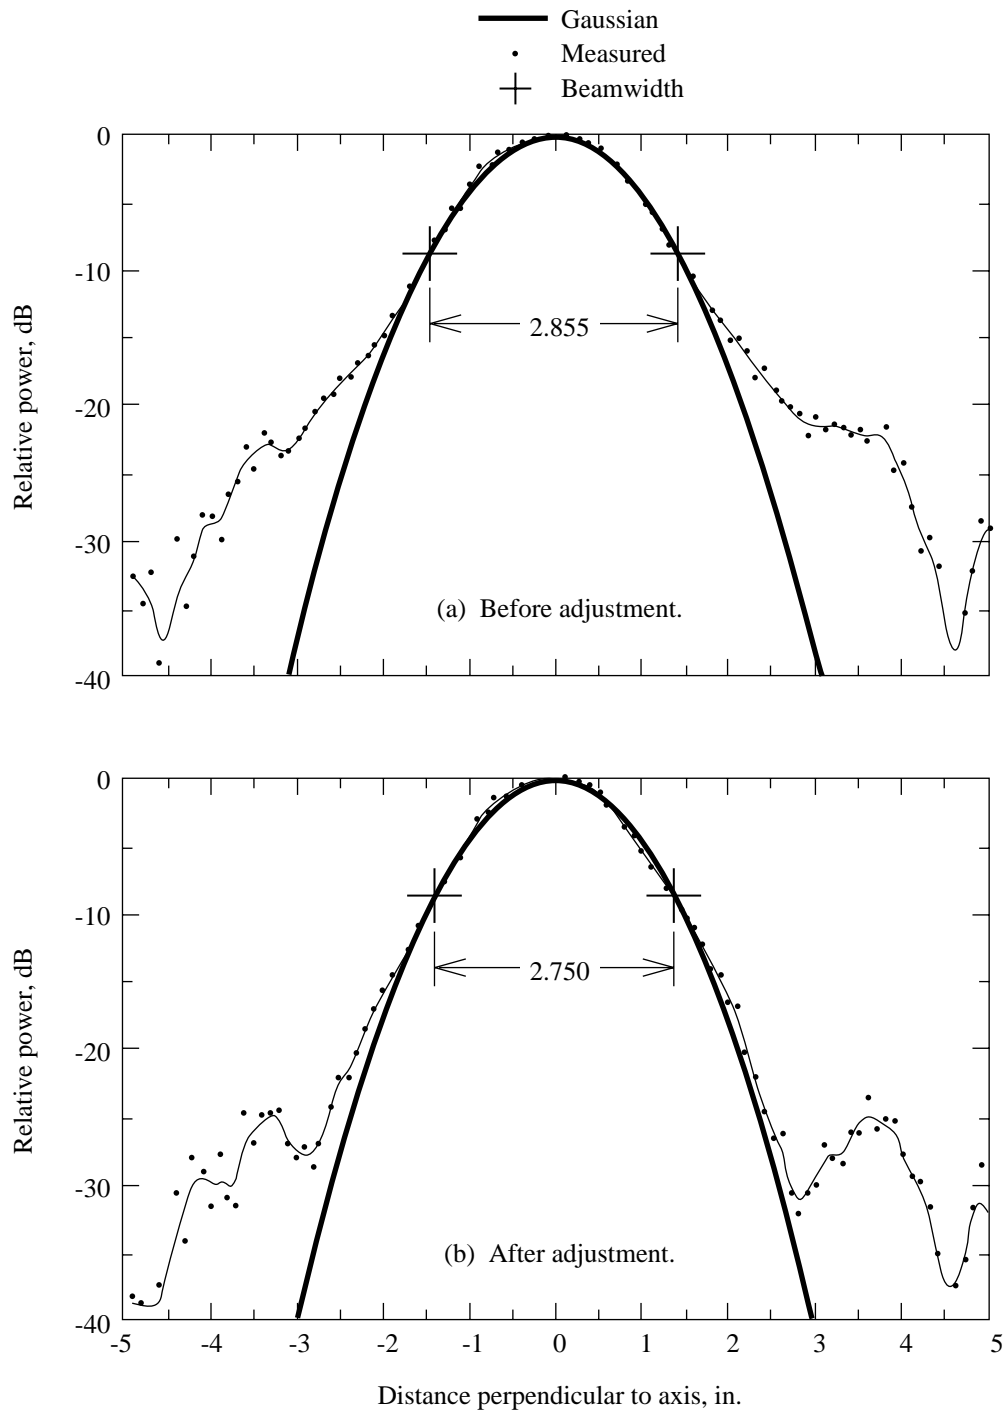 Gaussian
Measured
Beamwidth
0
-10
-20
-30
-40
Relative power, dB
2.855
(a) Before adjustment.
0
-10
-20
-30
-40
Relative power, dB
2.750
(b) After adjustment.
-5 -4 -3 -2 -1 0 1 2 3 4 5
Distance perpendicular to axis, in.